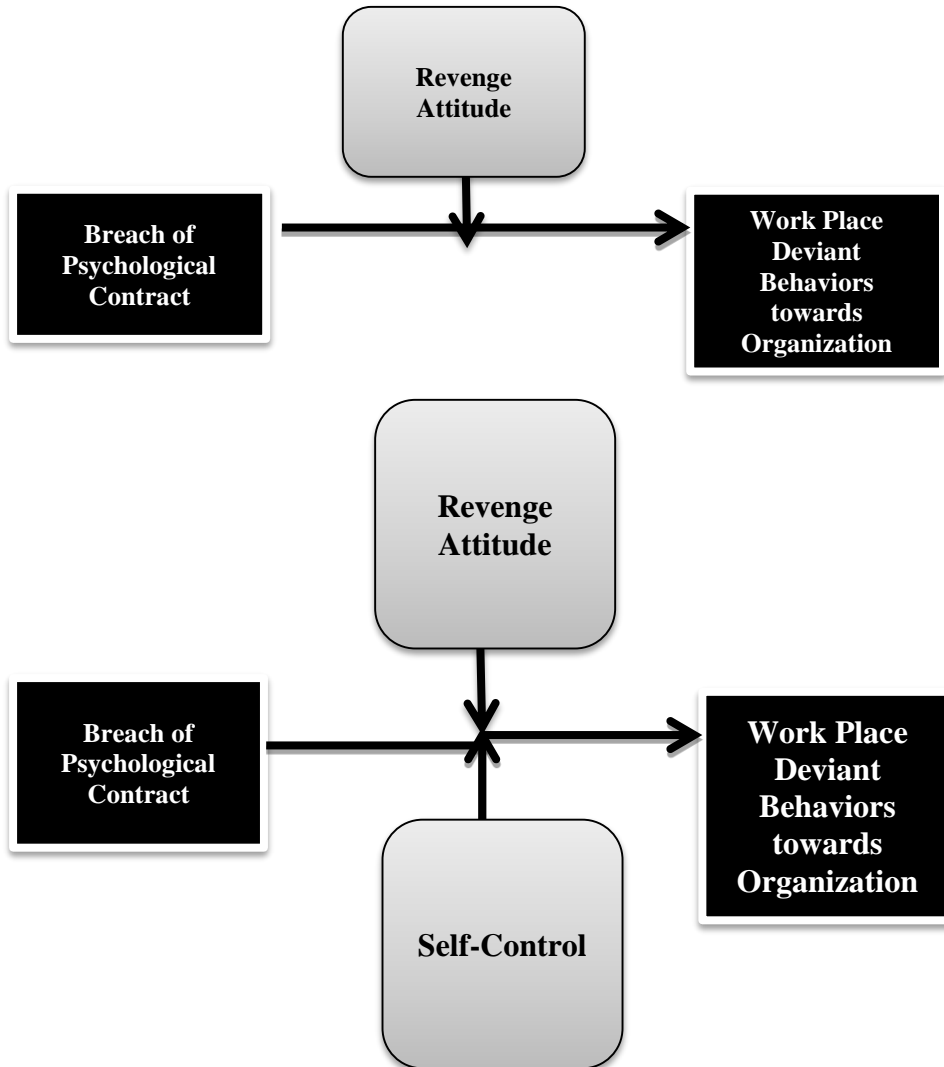 Revenge
Attitude
Breach of
Psychological
Contract
Work Place
Deviant
Behaviors
towards
Organization
Revenge
Attitude
Breach of
Psychological
Contract
Work Place
Deviant
Behaviors
towards
Organization
Self-Control